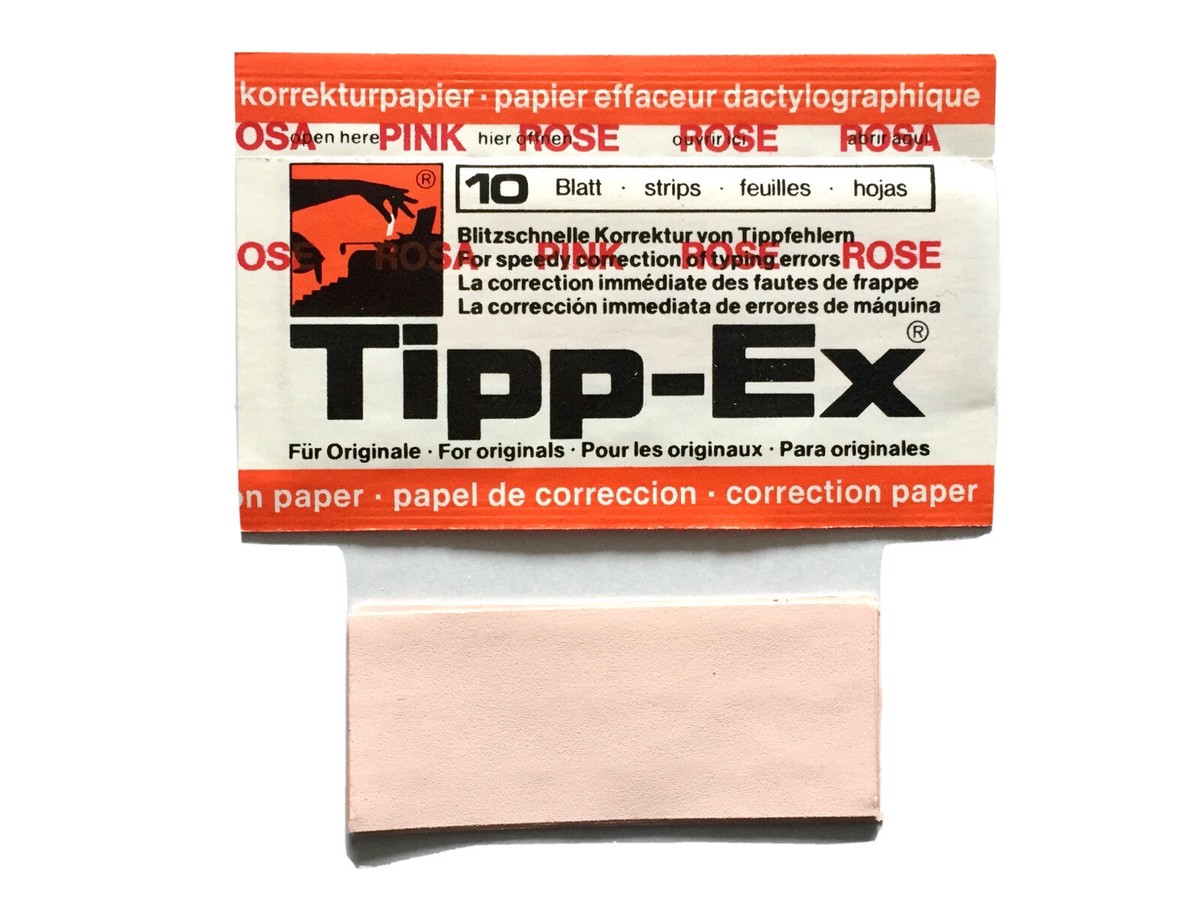 korrekturpapier · papier effaceur dactylographique
OSA PINK ROSE ROSE ROSA
open here hier öffnen ouvrir ici abrir aquí
®
10 Blatt · strips · feuilles · hojas
Blitzschnelle Korrektur von Tippfehlern
OSE ROSA PINK ROSE ROSE
For speedy correction of typing errors
La correction immédiate des fautes de frappe
La corrección immediata de errores de máquina
Tipp-Ex®
Für Originale · For originals · Pour les originaux · Para originales
n paper · papel de correccion · correction paper